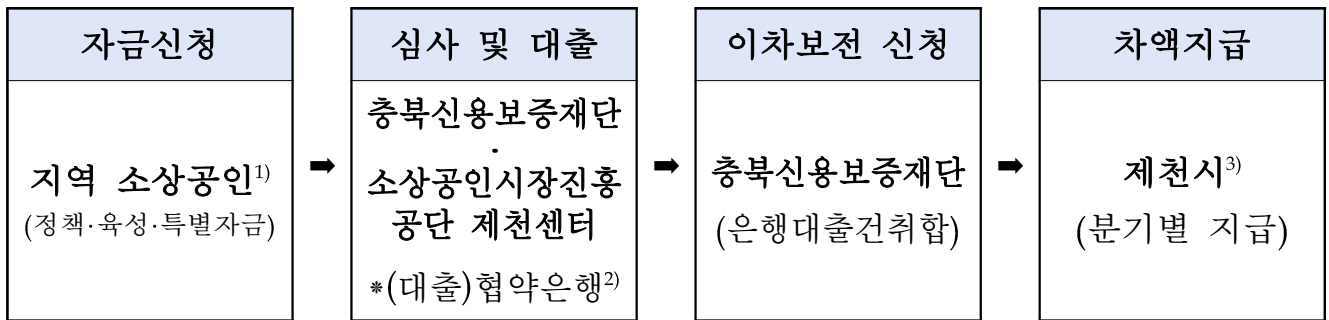 자금신청
지역 소상공인1)
(정책·육성·특별자금)
➡
심사 및 대출
충북신용보증재단
·
소상공인시장진흥
공단 제천센터
*(대출)협약은행2)
➡
이차보전 신청
충북신용보증재단
(은행대출건취합)
➡
차액지급
제천시3)
(분기별 지급)